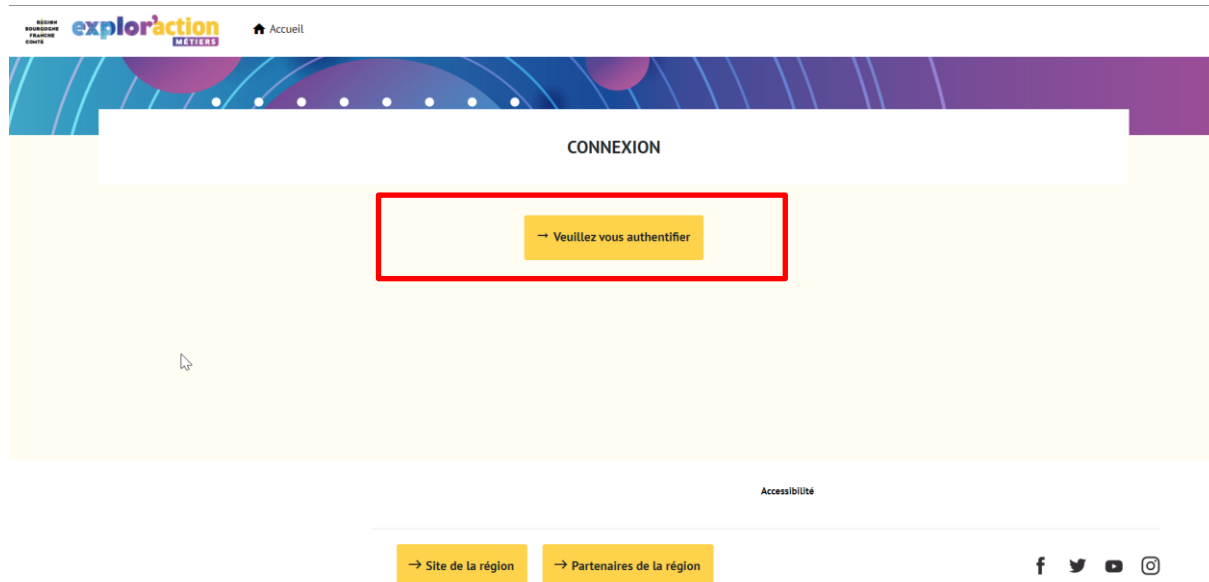 RÉGION
BOURGOGNE
FRANCHE
COMTÉ
explor'action
MÉTIERS
Accueil
CONNEXION
→ Veuillez vous authentifier
Accessibilité
→ Site de la région
→ Partenaires de la région